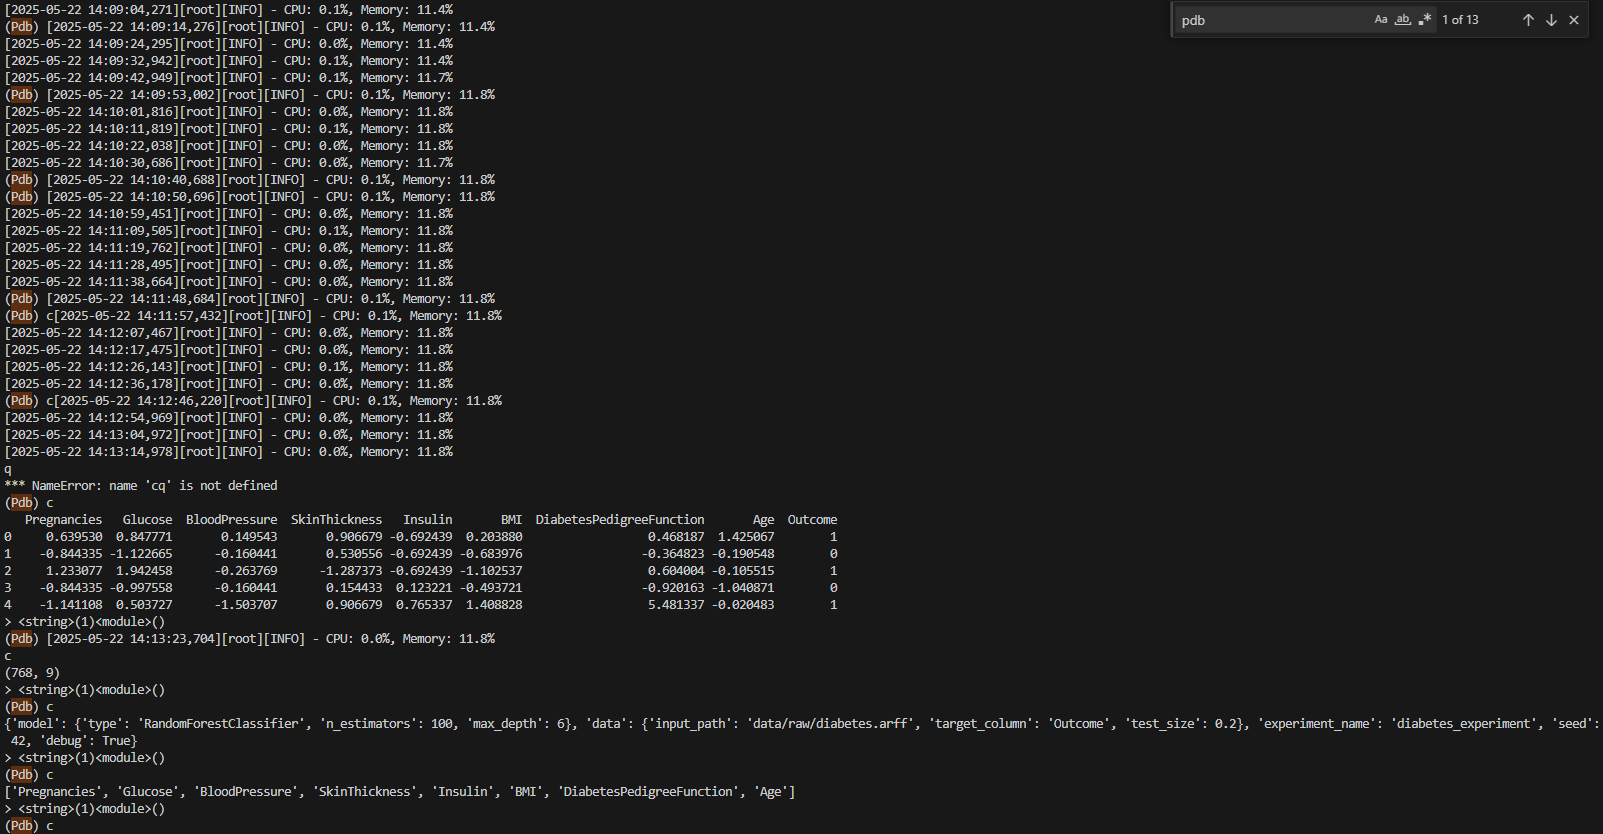 [2025-05-22 14:09:04,271][root][INFO] - CPU: 0.1%, Memory: 11.4%
(Pdb) [2025-05-22 14:09:14,276][root][INFO] - CPU: 0.1%, Memory: 11.4%
[2025-05-22 14:09:24,295][root][INFO] - CPU: 0.0%, Memory: 11.4%
[2025-05-22 14:09:32,942][root][INFO] - CPU: 0.1%, Memory: 11.4%
[2025-05-22 14:09:42,949][root][INFO] - CPU: 0.1%, Memory: 11.7%
(Pdb) [2025-05-22 14:09:53,002][root][INFO] - CPU: 0.1%, Memory: 11.8%
[2025-05-22 14:10:01,816][root][INFO] - CPU: 0.0%, Memory: 11.8%
[2025-05-22 14:10:11,819][root][INFO] - CPU: 0.1%, Memory: 11.8%
[2025-05-22 14:10:22,038][root][INFO] - CPU: 0.0%, Memory: 11.8%
[2025-05-22 14:10:30,686][root][INFO] - CPU: 0.0%, Memory: 11.7%
(Pdb) [2025-05-22 14:10:40,688][root][INFO] - CPU: 0.1%, Memory: 11.8%
(Pdb) [2025-05-22 14:10:50,696][root][INFO] - CPU: 0.1%, Memory: 11.8%
[2025-05-22 14:10:59,451][root][INFO] - CPU: 0.0%, Memory: 11.8%
[2025-05-22 14:11:09,505][root][INFO] - CPU: 0.1%, Memory: 11.8%
[2025-05-22 14:11:19,762][root][INFO] - CPU: 0.0%, Memory: 11.8%
[2025-05-22 14:11:28,495][root][INFO] - CPU: 0.0%, Memory: 11.8%
[2025-05-22 14:11:38,664][root][INFO] - CPU: 0.0%, Memory: 11.8%
(Pdb) [2025-05-22 14:11:48,684][root][INFO] - CPU: 0.1%, Memory: 11.8%
(Pdb) c[2025-05-22 14:11:57,432][root][INFO] - CPU: 0.1%, Memory: 11.8%
[2025-05-22 14:12:07,467][root][INFO] - CPU: 0.0%, Memory: 11.8%
[2025-05-22 14:12:17,475][root][INFO] - CPU: 0.0%, Memory: 11.8%
[2025-05-22 14:12:26,143][root][INFO] - CPU: 0.1%, Memory: 11.8%
[2025-05-22 14:12:36,178][root][INFO] - CPU: 0.0%, Memory: 11.8%
(Pdb) c[2025-05-22 14:12:46,220][root][INFO] - CPU: 0.1%, Memory: 11.8%
[2025-05-22 14:12:54,969][root][INFO] - CPU: 0.0%, Memory: 11.8%
[2025-05-22 14:13:04,972][root][INFO] - CPU: 0.0%, Memory: 11.8%
[2025-05-22 14:13:14,978][root][INFO] - CPU: 0.0%, Memory: 11.8%
q
*** NameError: name 'cq' is not defined
(Pdb) c
Pregnancies Glucose BloodPressure SkinThickness Insulin BMI DiabetesPedigreeFunction Age Outcome
0 0.639530 0.847771 0.149543 0.906679 -0.692439 0.203880 0.468187 1.425067 1
1 -0.844335 -1.122665 -0.160441 0.530556 -0.692439 -0.683976 -0.364823 -0.190548 0
2 1.233077 1.942458 -0.263769 -1.287373 -0.692439 -1.102537 0.604004 -0.105515 1
3 -0.844335 -0.997558 -0.160441 0.154433 0.123221 -0.493721 -0.920163 -1.040871 0
4 -1.141108 0.503727 -1.503707 0.906679 0.765337 1.408828 5.481337 -0.020483 1
> <string>(1)<module>()
(Pdb) [2025-05-22 14:13:23,704][root][INFO] - CPU: 0.0%, Memory: 11.8%
c
(768, 9)
> <string>(1)<module>()
(Pdb) c
{'model': {'type': 'RandomForestClassifier', 'n_estimators': 100, 'max_depth': 6}, 'data': {'input_path': 'data/raw/diabetes.arff', 'target_column': 'Outcome', 'test_size': 0.2}, 'experiment_name': 'diabetes_experiment', 'seed':
42, 'debug': True}
> <string>(1)<module>()
(Pdb) c
['Pregnancies', 'Glucose', 'BloodPressure', 'SkinThickness', 'Insulin', 'BMI', 'DiabetesPedigreeFunction', 'Age']
> <string>(1)<module>()
(Pdb) c
pdb Aa ab .* 1 of 13